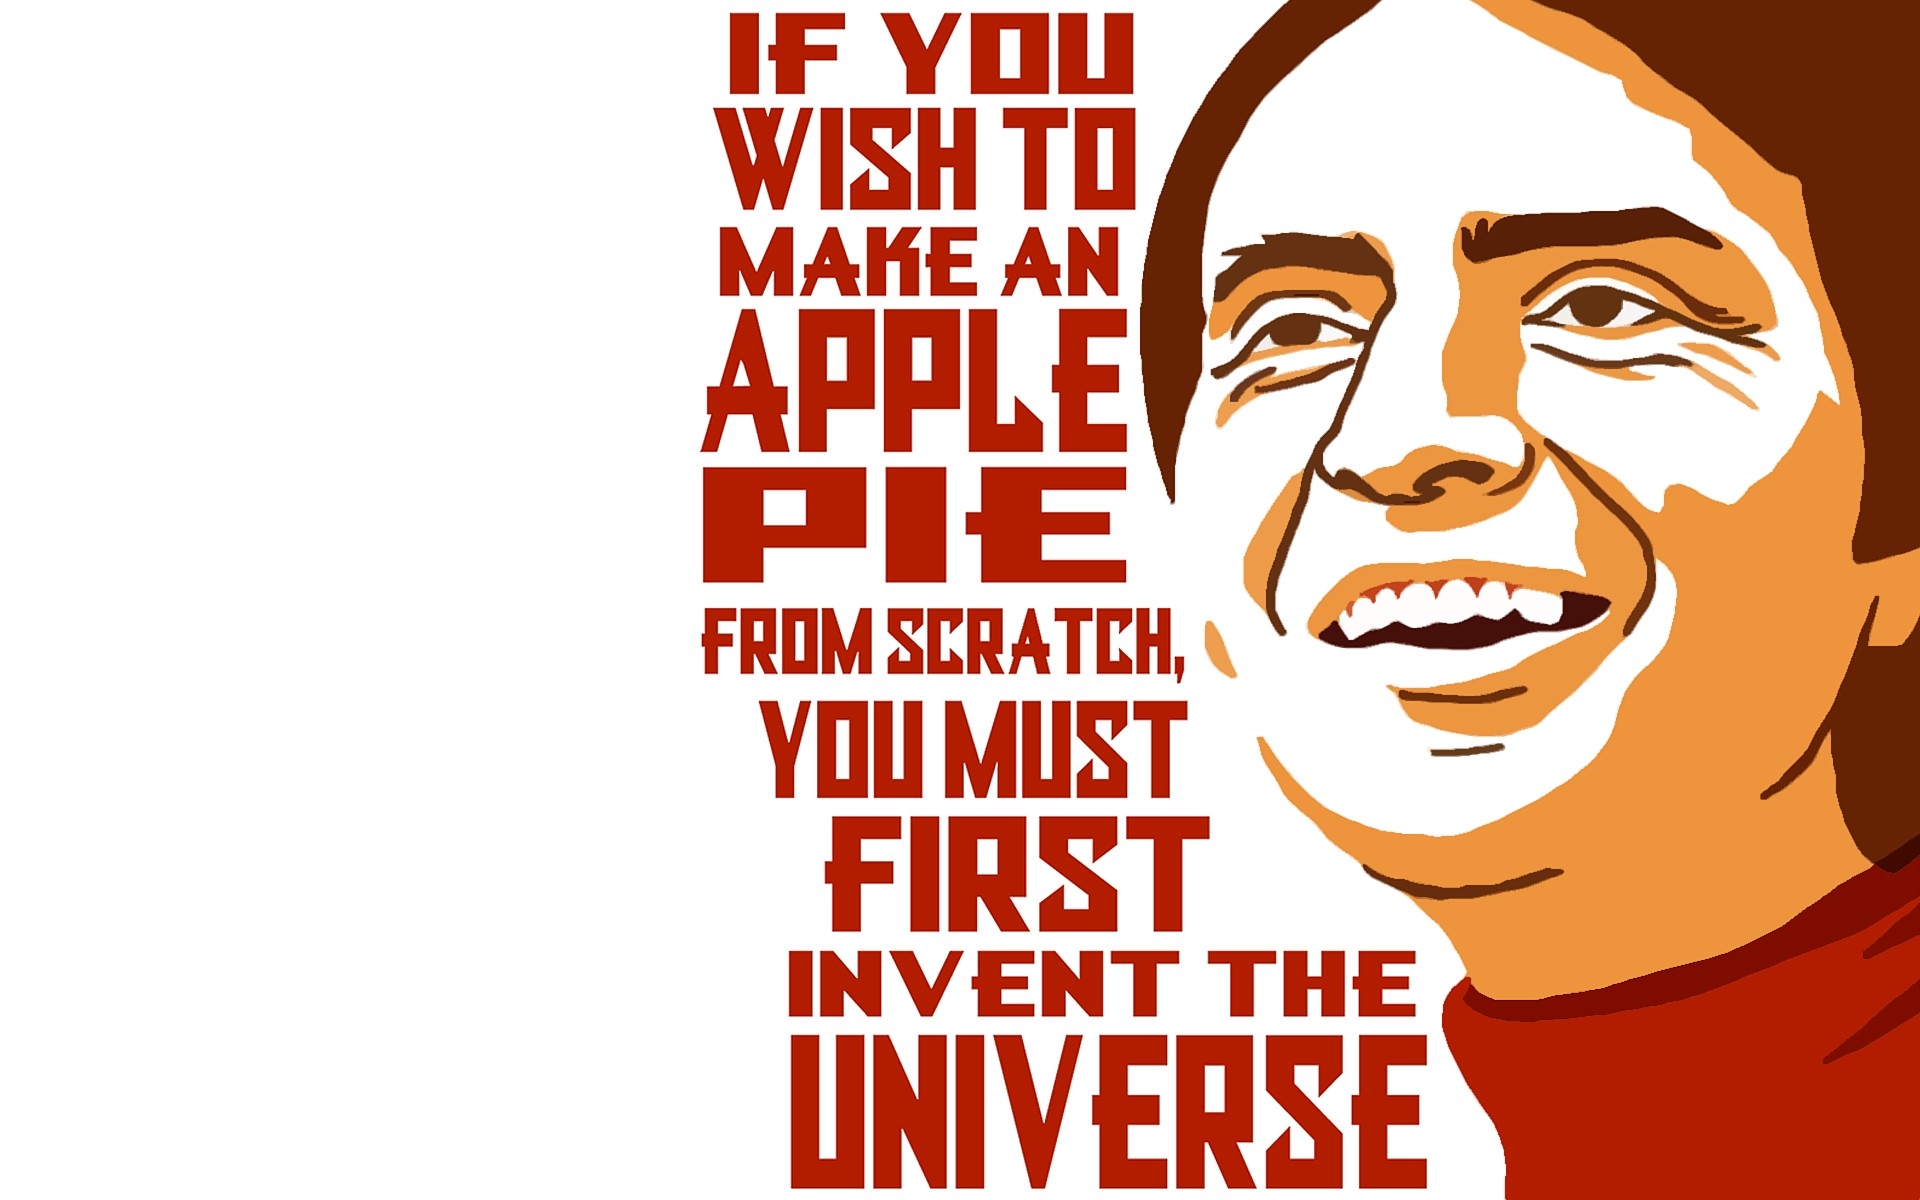 IF YOU
WISH TO
MAKE AN
APPLE
PIE
FROM SCRATCH,
YOU MUST
FIRST
INVENT THE
UNIVERSE